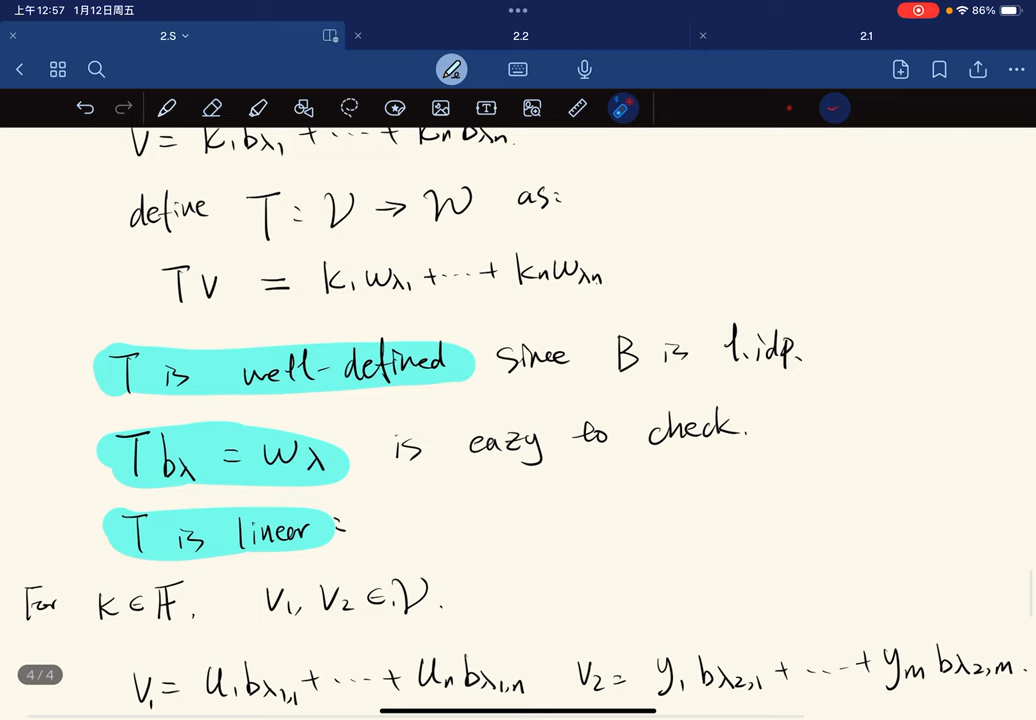 上午12:57 1月12日周五
86%
2.S
2.2
2.1
V = k₁bλ₁ + ⋯ + knbλn.
define T : V → W as:
Tv = k₁wλ₁ + ⋯ + knwλn
T is well-defined since B is l.idp.
Tbλ = wλ is eazy to check.
T is linear:
For k ∈ 𝔽, V₁, V₂ ∈ V.
4/4
V₁ = u₁bλ₁,₁ + ⋯ + unbλ₁,n V₂ = y₁bλ₂,₁ + ⋯ + ymbλ₂,m.